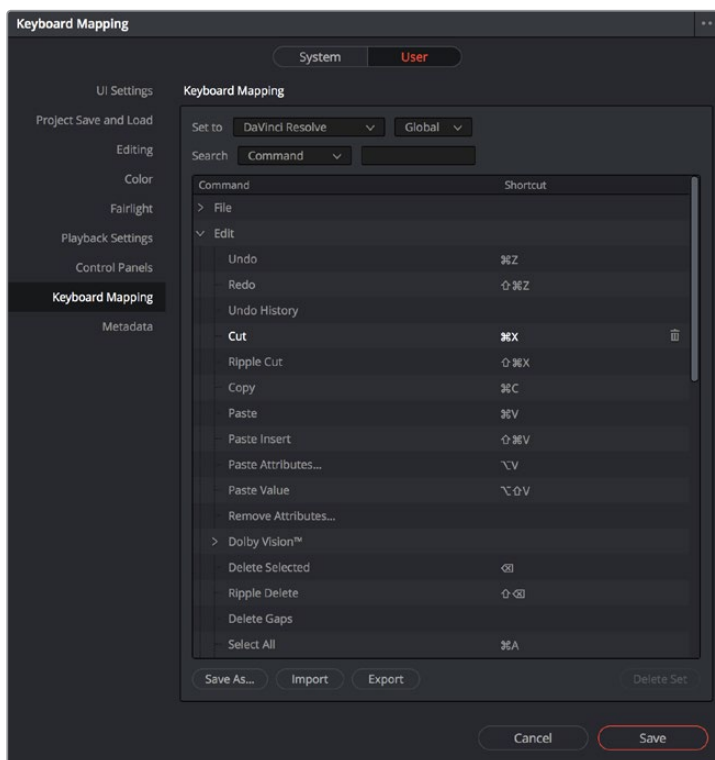 Keyboard Mapping
System User
UI Settings
Project Save and Load
Editing
Color
Fairlight
Playback Settings
Control Panels
Keyboard Mapping
Metadata
Keyboard Mapping
Set to DaVinci Resolve Global
Search Command
Command Shortcut
File
Edit
Undo ⌘Z
Redo ⇧⌘Z
Undo History
Cut ⌘X
Ripple Cut ⇧⌘X
Copy ⌘C
Paste ⌘V
Paste Insert ⇧⌘V
Paste Attributes... ⌥V
Paste Value ⌥⇧V
Remove Attributes...
Dolby Vision™
Delete Selected ⌫
Ripple Delete ⇧⌫
Delete Gaps
Select All ⌘A
Save As... Import Export Delete Set
Cancel Save